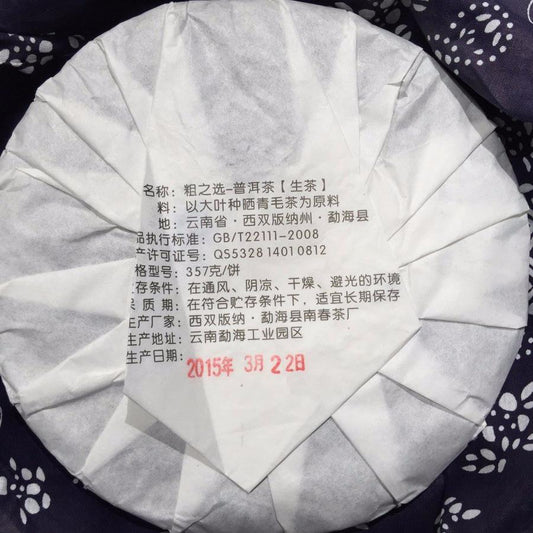 名称：粗之选-普洱茶【生茶】
料：以大叶种晒青毛茶为原料
地：云南省·西双版纳州·勐海县
品执行标准：GB/T22111-2008
产许可证号：QS5328 1401 0812
格型号：357克/饼
贮存条件：在通风、阴凉、干燥、避光的环境
保 质 期：在符合贮存条件下，适宜长期保存
生产厂家：西双版纳·勐海县南春茶厂
生产地址：云南勐海工业园区
生产日期：2015年 3月 22日